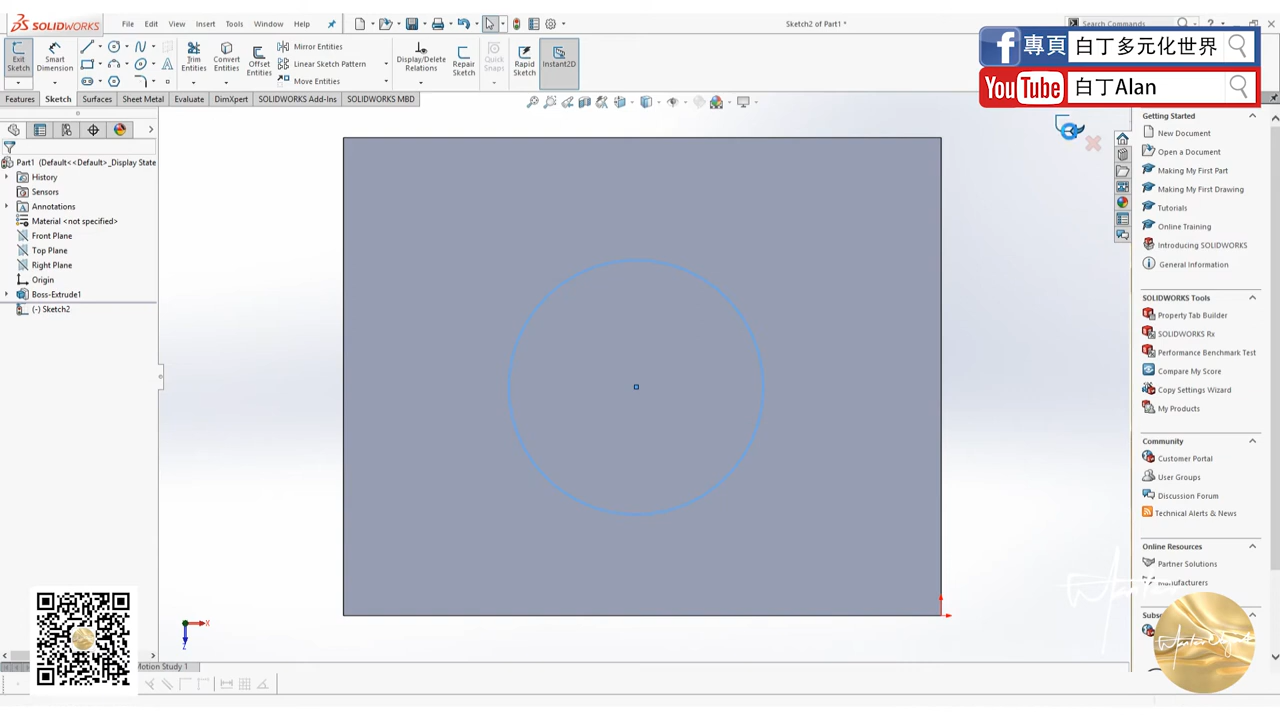 SOLIDWORKS
File Edit View Insert Tools Window Help
Sketch2 of Part1 *
Search Commands
專頁 白丁多元化世界
YouTube 白丁Alan
Exit Sketch
Smart Dimension
Trim Entities
Convert Entities
Offset Entities
Mirror Entities
Linear Sketch Pattern
Move Entities
Display/Delete Relations
Repair Sketch
Quick Snaps
Rapid Sketch
Instant2D
Features Sketch Surfaces Sheet Metal Evaluate DimXpert SOLIDWORKS Add-Ins SOLIDWORKS MBD
Part1 (Default<<Default>_Display State
History
Sensors
Annotations
Material <not specified>
Front Plane
Top Plane
Right Plane
Origin
Boss-Extrude1
(-) Sketch2
X
Z
Motion Study 1
Getting Started
New Document
Open a Document
Making My First Part
Making My First Drawing
Tutorials
Online Training
Introducing SOLIDWORKS
General Information
SOLIDWORKS Tools
Property Tab Builder
SOLIDWORKS Rx
Performance Benchmark Test
Compare My Score
Copy Settings Wizard
My Products
Community
Customer Portal
User Groups
Discussion Forum
Technical Alerts & News
Online Resources
Partner Solutions
Manufacturers